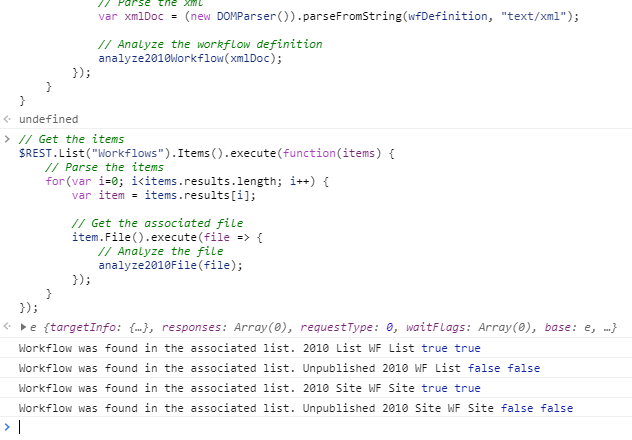 // Parse the xml
var xmlDoc = (new DOMParser()).parseFromString(wfDefinition, "text/xml");
// Analyze the workflow definition
analyze2010Workflow(xmlDoc);
});
}
}
undefined
> // Get the items
$REST.List("Workflows").Items().execute(function(items) {
// Parse the items
for(var i=0; i<items.results.length; i++) {
var item = items.results[i];
// Get the associated file
item.File().execute(file => {
// Analyze the file
analyze2010File(file);
});
}
});
e {targetInfo: {…}, responses: Array(0), requestType: 0, waitFlags: Array(0), base: e, …}
Workflow was found in the associated list. 2010 List WF List true true
Workflow was found in the associated list. Unpublished 2010 WF List false false
Workflow was found in the associated list. 2010 Site WF Site true true
Workflow was found in the associated list. Unpublished 2010 Site WF Site false false
>